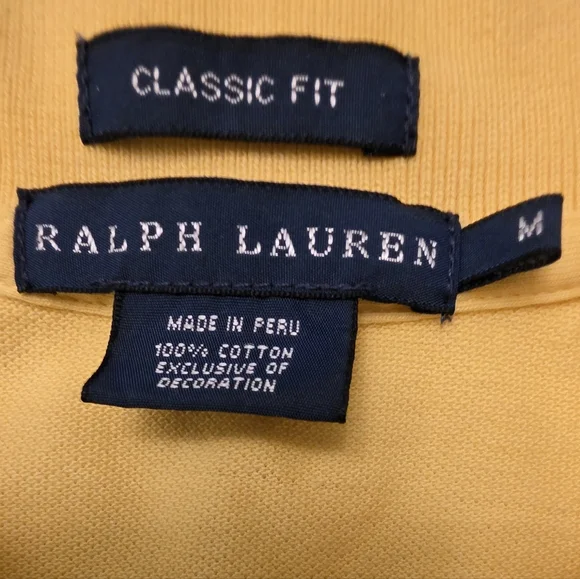 CLASSIC FIT
RALPH LAUREN
M
MADE IN PERU
100% COTTON
EXCLUSIVE OF
DECORATION